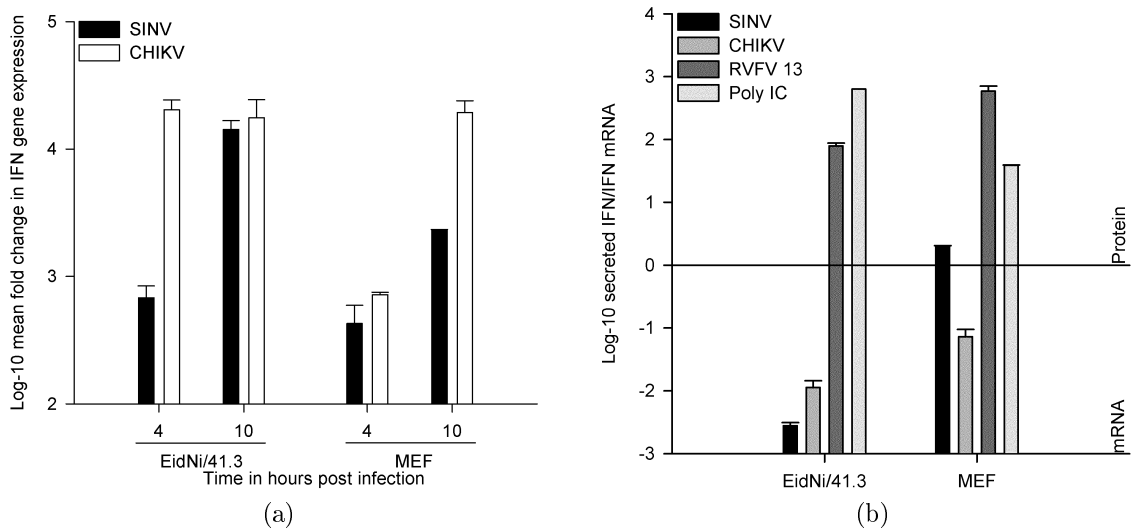 Log-10 mean fold change in IFN gene expression
5
4
3
2
SINV
CHIKV
4 10 4 10
EidNi/41.3 MEF
Time in hours post infection
(a)
Log-10 secreted IFN/IFN mRNA
4
3
2
1
0
-1
-2
-3
SINV
CHIKV
RVFV 13
Poly IC
Protein
mRNA
EidNi/41.3 MEF
(b)